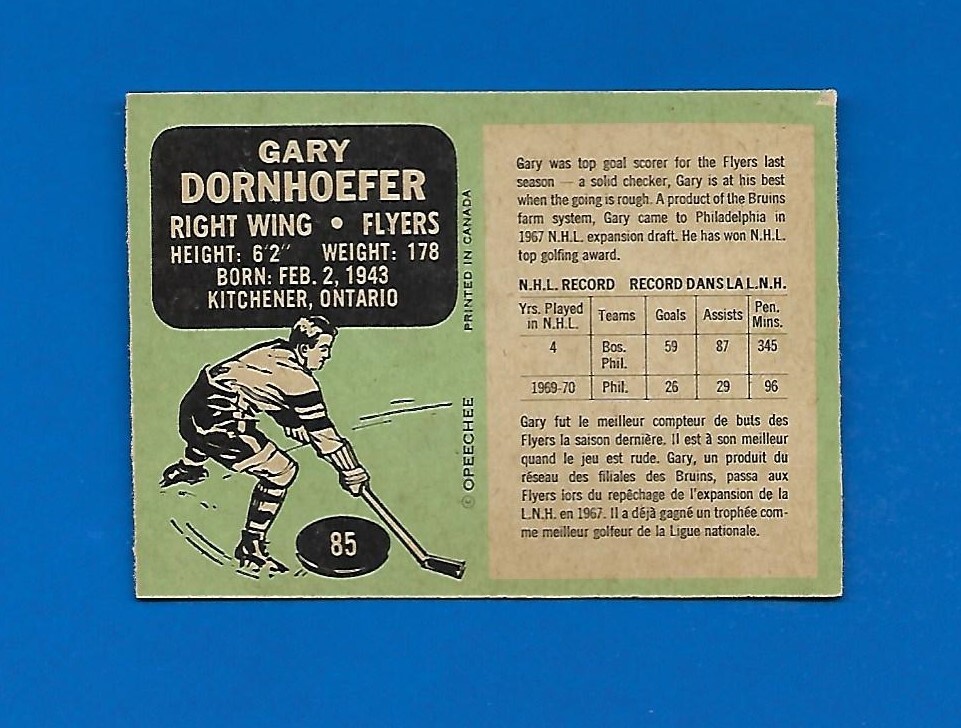 GARY
DORNHOEFER
RIGHT WING • FLYERS
HEIGHT: 6'2" WEIGHT: 178
BORN: FEB. 2, 1943
KITCHENER, ONTARIO
PRINTED IN CANADA
© OPEECHEE
85
Gary was top goal scorer for the Flyers last
season — a solid checker, Gary is at his best
when the going is rough. A product of the Bruins
farm system, Gary came to Philadelphia in
1967 N.H.L. expansion draft. He has won N.H.L.
top golfing award.
N.H.L. RECORD RECORD DANS LA L.N.H.
Yrs. Played in N.H.L. Teams Goals Assists Pen. Mins.
4 Bos. Phil. 59 87 345
1969-70 Phil. 26 29 96
Gary fut le meilleur compteur de buts des
Flyers la saison dernière. Il est à son meilleur
quand le jeu est rude. Gary, un produit du
réseau des filiales des Bruins, passa aux
Flyers lors du repêchage de l'expansion de la
L.N.H. en 1967. Il a déjà gagné un trophée com-
me meilleur golfeur de la Ligue nationale.